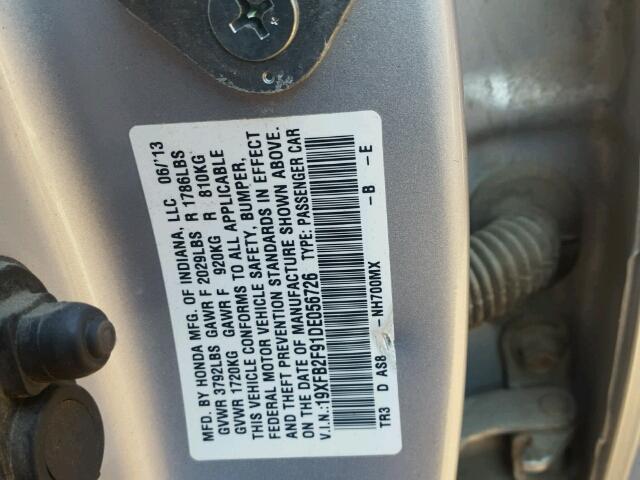 MFD. BY HONDA MFG. OF INDIANA, LLC 06/'13
GVWR 3792LBS GAWR F 2029LBS R 1786LBS
GVWR 1720KG GAWR F 920KG R 810KG
THIS VEHICLE CONFORMS TO ALL APPLICABLE
FEDERAL MOTOR VEHICLE SAFETY, BUMPER,
AND THEFT PREVENTION STANDARDS IN EFFECT
ON THE DATE OF MANUFACTURE SHOWN ABOVE.
V.I.N.:19XFB2F91DE056726 TYPE: PASSENGER CAR
NH700MX -B -E
TR3 D AS8